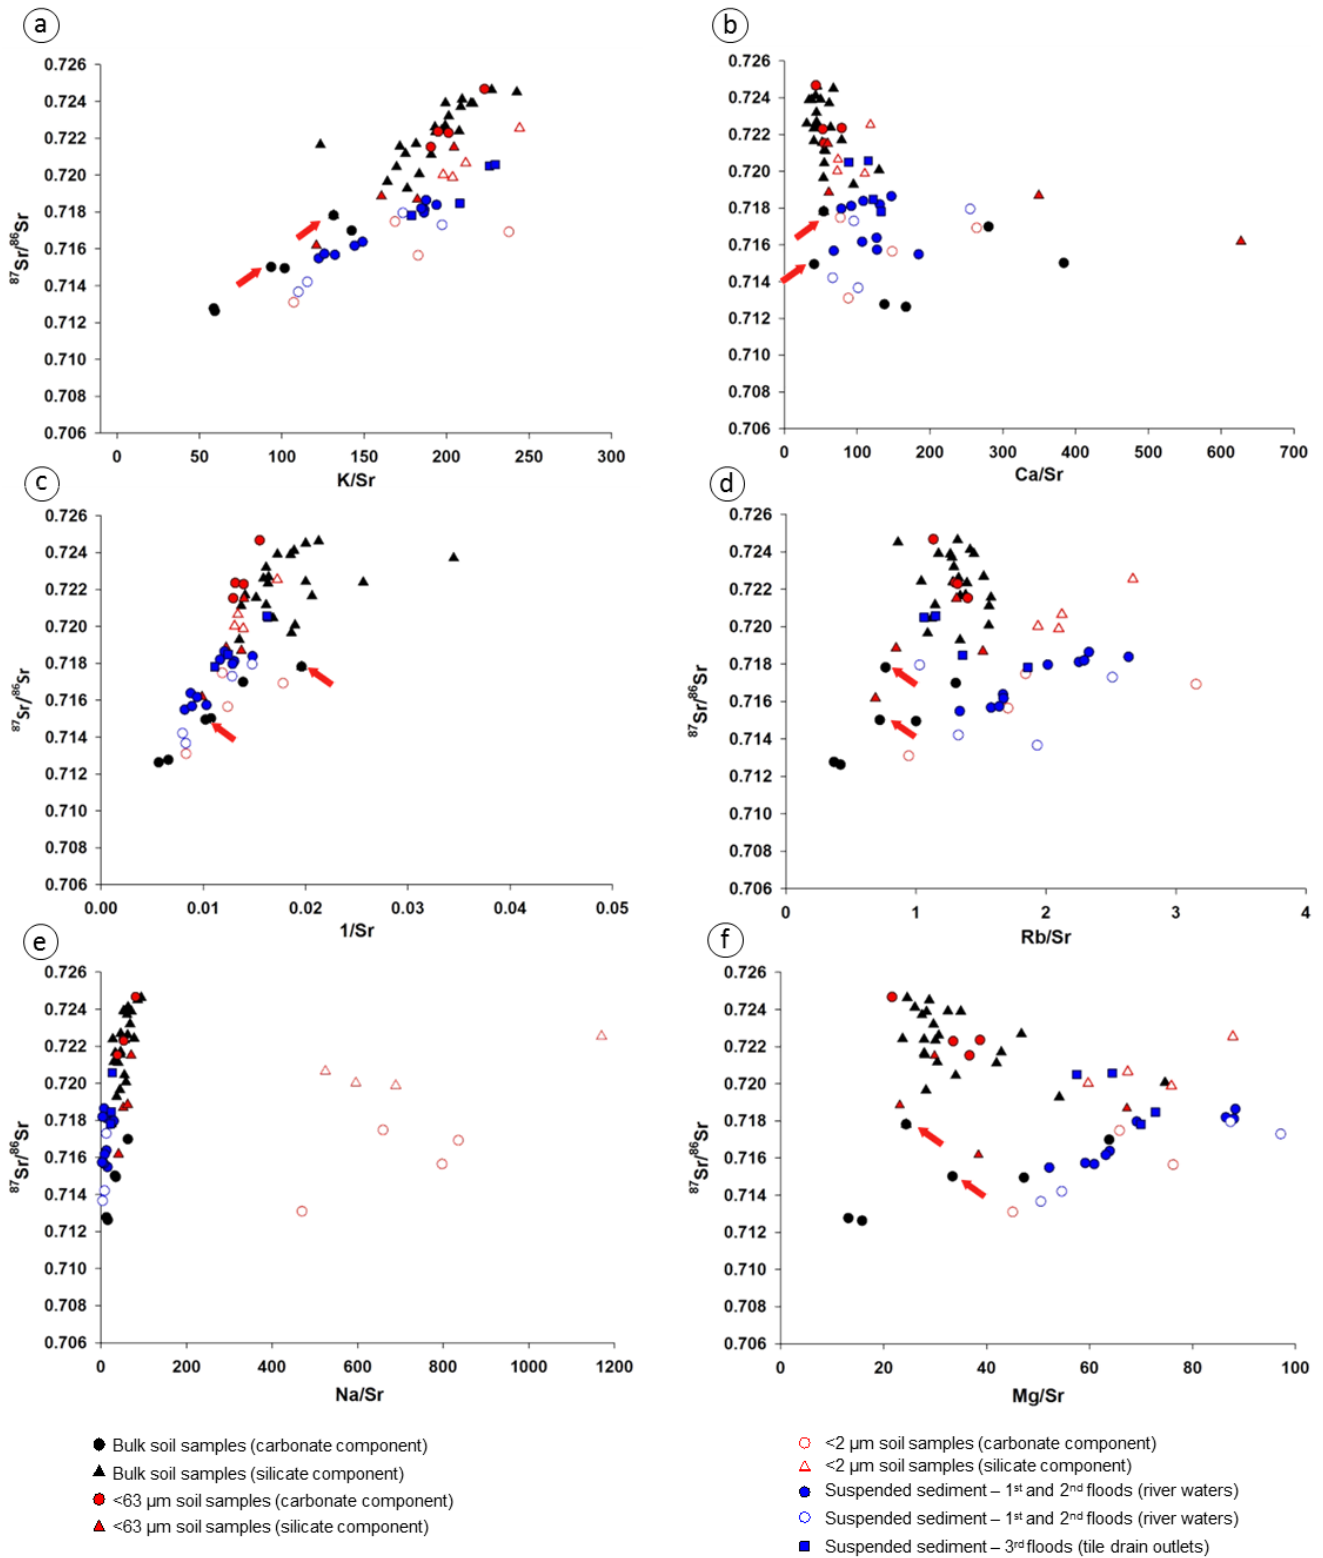 a
0.726
0.724
0.722
0.720
0.718
0.716
0.714
0.712
0.710
0.708
0.706
87Sr/86Sr
0 50 100 150 200 250 300
K/Sr
b
0.726
0.724
0.722
0.720
0.718
0.716
0.714
0.712
0.710
0.708
0.706
0 100 200 300 400 500 600 700
Ca/Sr
c
0.726
0.724
0.722
0.720
0.718
0.716
0.714
0.712
0.710
0.708
0.706
87Sr/86Sr
0.00 0.01 0.02 0.03 0.04 0.05
1/Sr
d
0.726
0.724
0.722
0.720
0.718
0.716
0.714
0.712
0.710
0.708
0.706
87Sr/86Sr
0 1 2 3 4
Rb/Sr
e
0.726
0.724
0.722
0.720
0.718
0.716
0.714
0.712
0.710
0.708
0.706
87Sr/86Sr
0 200 400 600 800 1000 1200
Na/Sr
f
0.726
0.724
0.722
0.720
0.718
0.716
0.714
0.712
0.710
0.708
0.706
87Sr/86Sr
0 20 40 60 80 100
Mg/Sr
Bulk soil samples (carbonate component)
Bulk soil samples (silicate component)
<63 µm soil samples (carbonate component)
<63 µm soil samples (silicate component)
<2 µm soil samples (carbonate component)
<2 µm soil samples (silicate component)
Suspended sediment – 1st and 2nd floods (river waters)
Suspended sediment – 1st and 2nd floods (river waters)
Suspended sediment – 3rd floods (tile drain outlets)